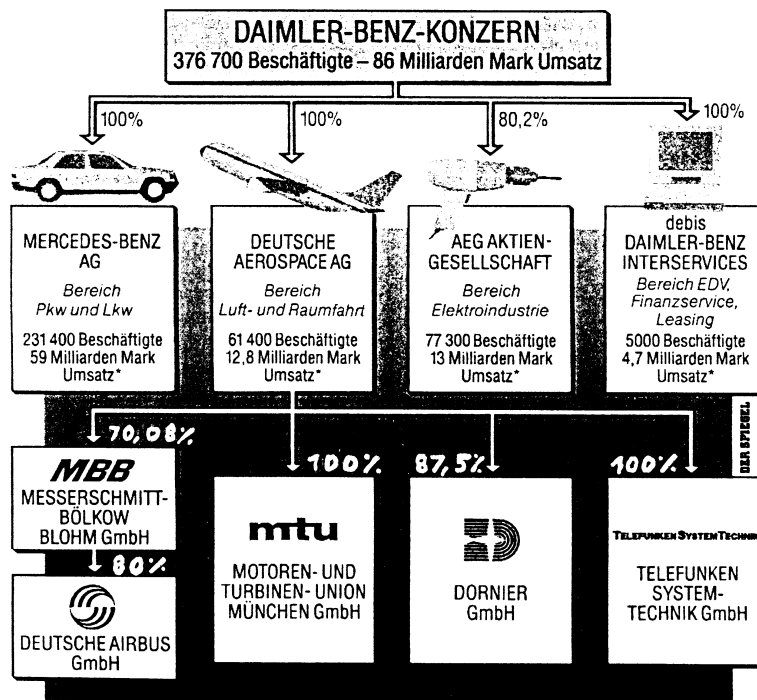 DAIMLER-BENZ-KONZERN
376 700 Beschäftigte – 86 Milliarden Mark Umsatz
100%
100%
80,2%
100%
MERCEDES-BENZ
AG
Bereich
Pkw und Lkw
231 400 Beschäftigte
59 Milliarden Mark
Umsatz*
DEUTSCHE
AEROSPACE AG
Bereich
Luft- und Raumfahrt
61 400 Beschäftigte
12,8 Milliarden Mark
Umsatz*
AEG AKTIEN-
GESELLSCHAFT
Bereich
Elektroindustrie
77 300 Beschäftigte
13 Milliarden Mark
Umsatz*
debis
DAIMLER-BENZ
INTERSERVICES
Bereich EDV,
Finanzservice,
Leasing
5000 Beschäftigte
4,7 Milliarden Mark
Umsatz*
DER SPIEGEL
70,08%
MBB
MESSERSCHMITT-
BÖLKOW
BLOHM GmbH
80%
DEUTSCHE AIRBUS
GmbH
100%
mtu
MOTOREN- UND
TURBINEN-UNION
MÜNCHEN GmbH
87,5%
DORNIER
GmbH
100%
TELEFUNKEN SYSTEMTECHNIK
TELEFUNKEN
SYSTEM-
TECHNIK GmbH